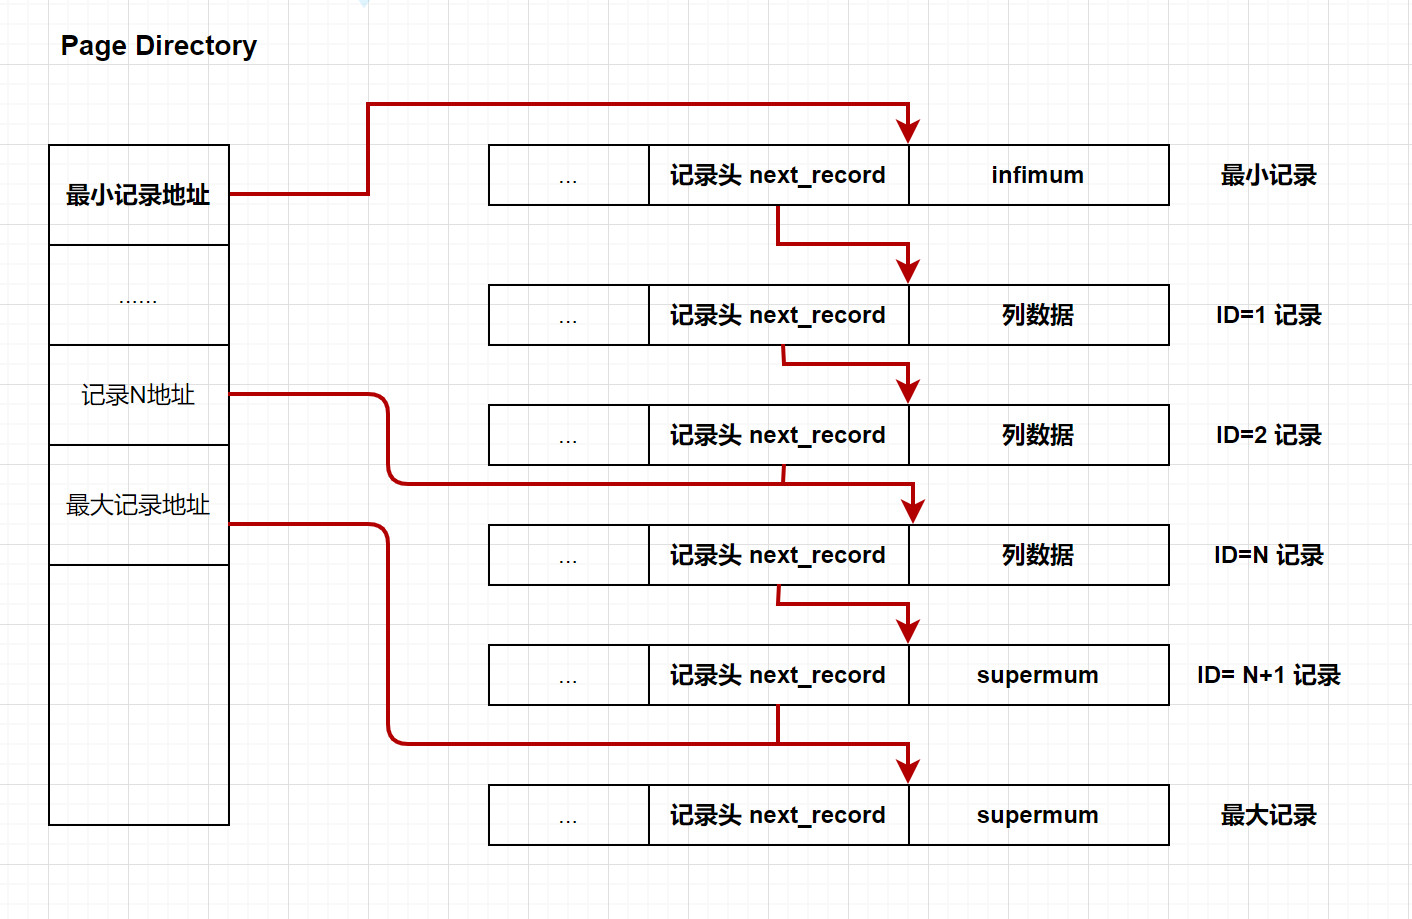 Page Directory
最小记录地址
......
记录N地址
最大记录地址
... 记录头 next_record infimum 最小记录
... 记录头 next_record 列数据 ID=1 记录
... 记录头 next_record 列数据 ID=2 记录
... 记录头 next_record 列数据 ID=N 记录
... 记录头 next_record supermum ID= N+1 记录
... 记录头 next_record supermum 最大记录